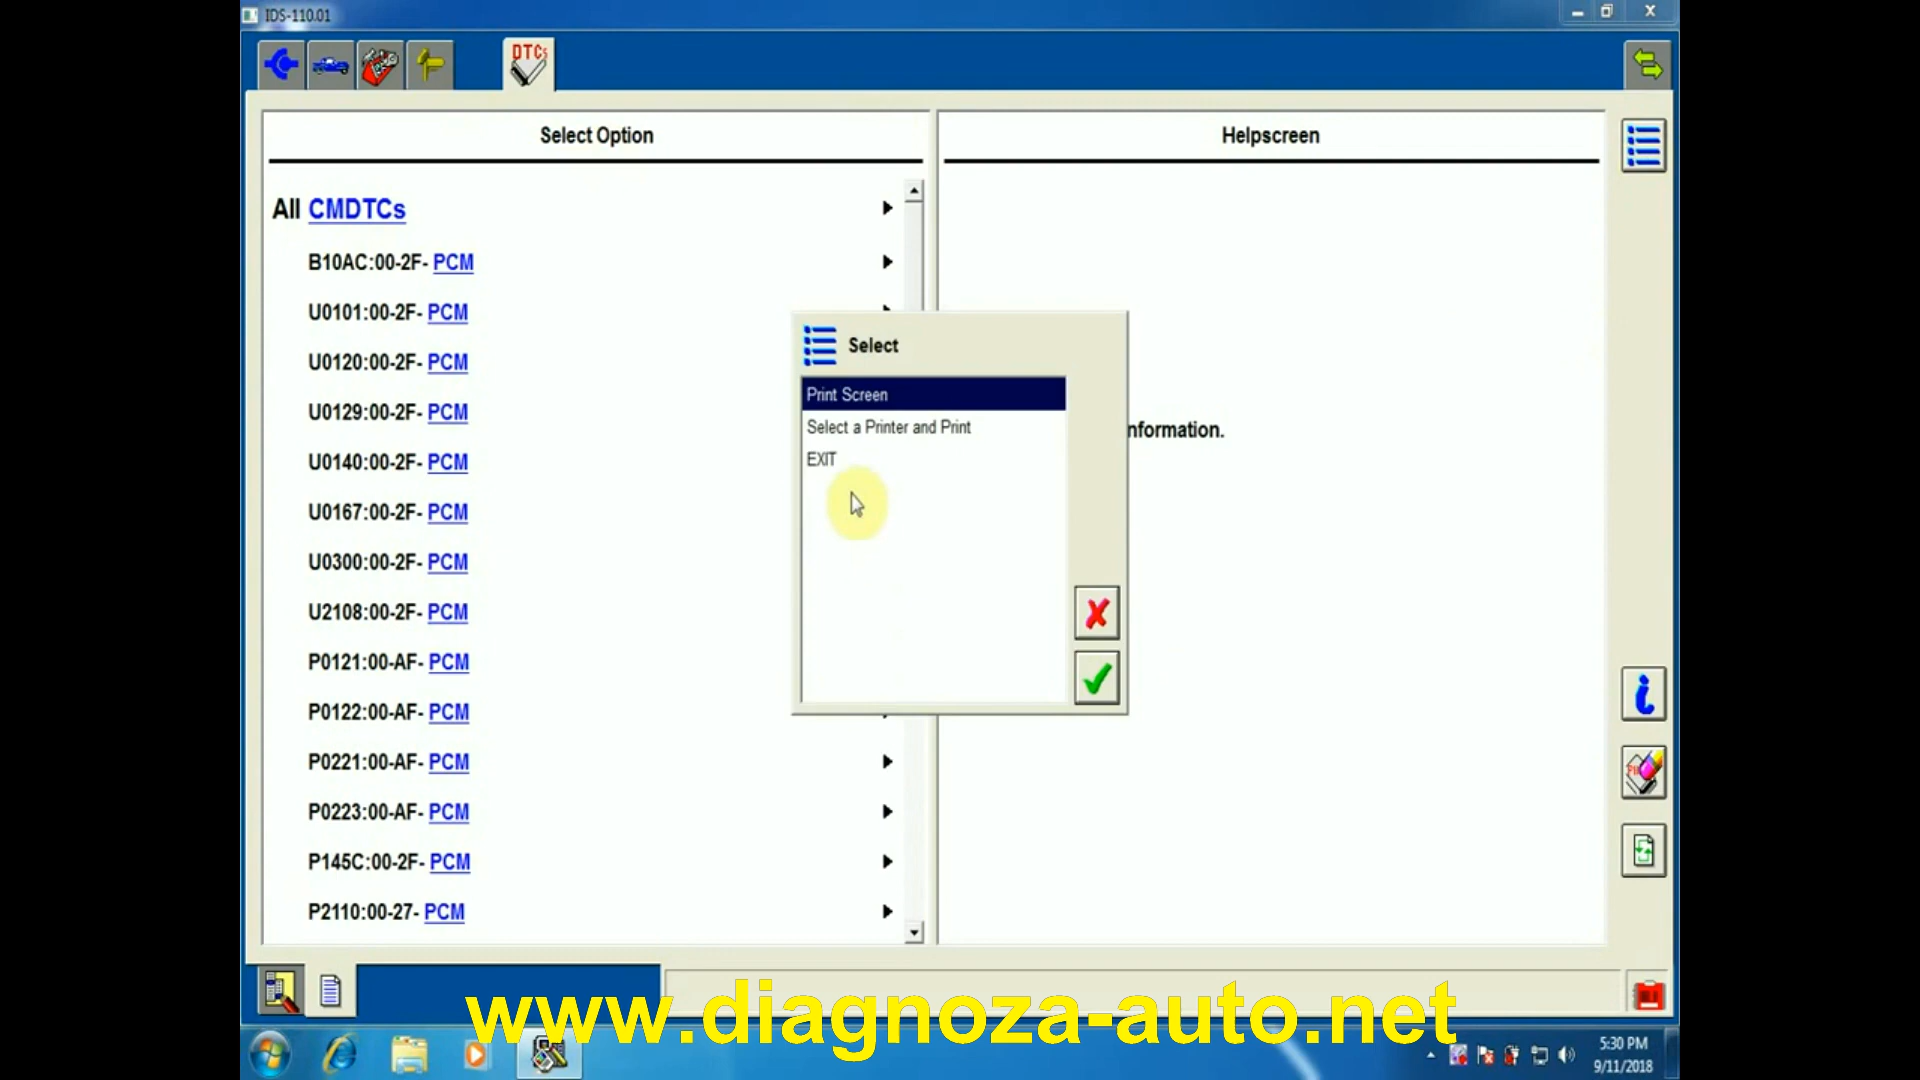 IDS-110.01
DTCs
Select Option
Helpscreen
All CMDTCs
B10AC:00-2F- PCM
U0101:00-2F- PCM
U0120:00-2F- PCM
U0129:00-2F- PCM
U0140:00-2F- PCM
U0167:00-2F- PCM
U0300:00-2F- PCM
U2108:00-2F- PCM
P0121:00-AF- PCM
P0122:00-AF- PCM
P0221:00-AF- PCM
P0223:00-AF- PCM
P145C:00-2F- PCM
P2110:00-27- PCM
Select
Print Screen
Select a Printer and Print
EXIT
nformation.
www.diagnoza-auto.net
5:30 PM
9/11/2018